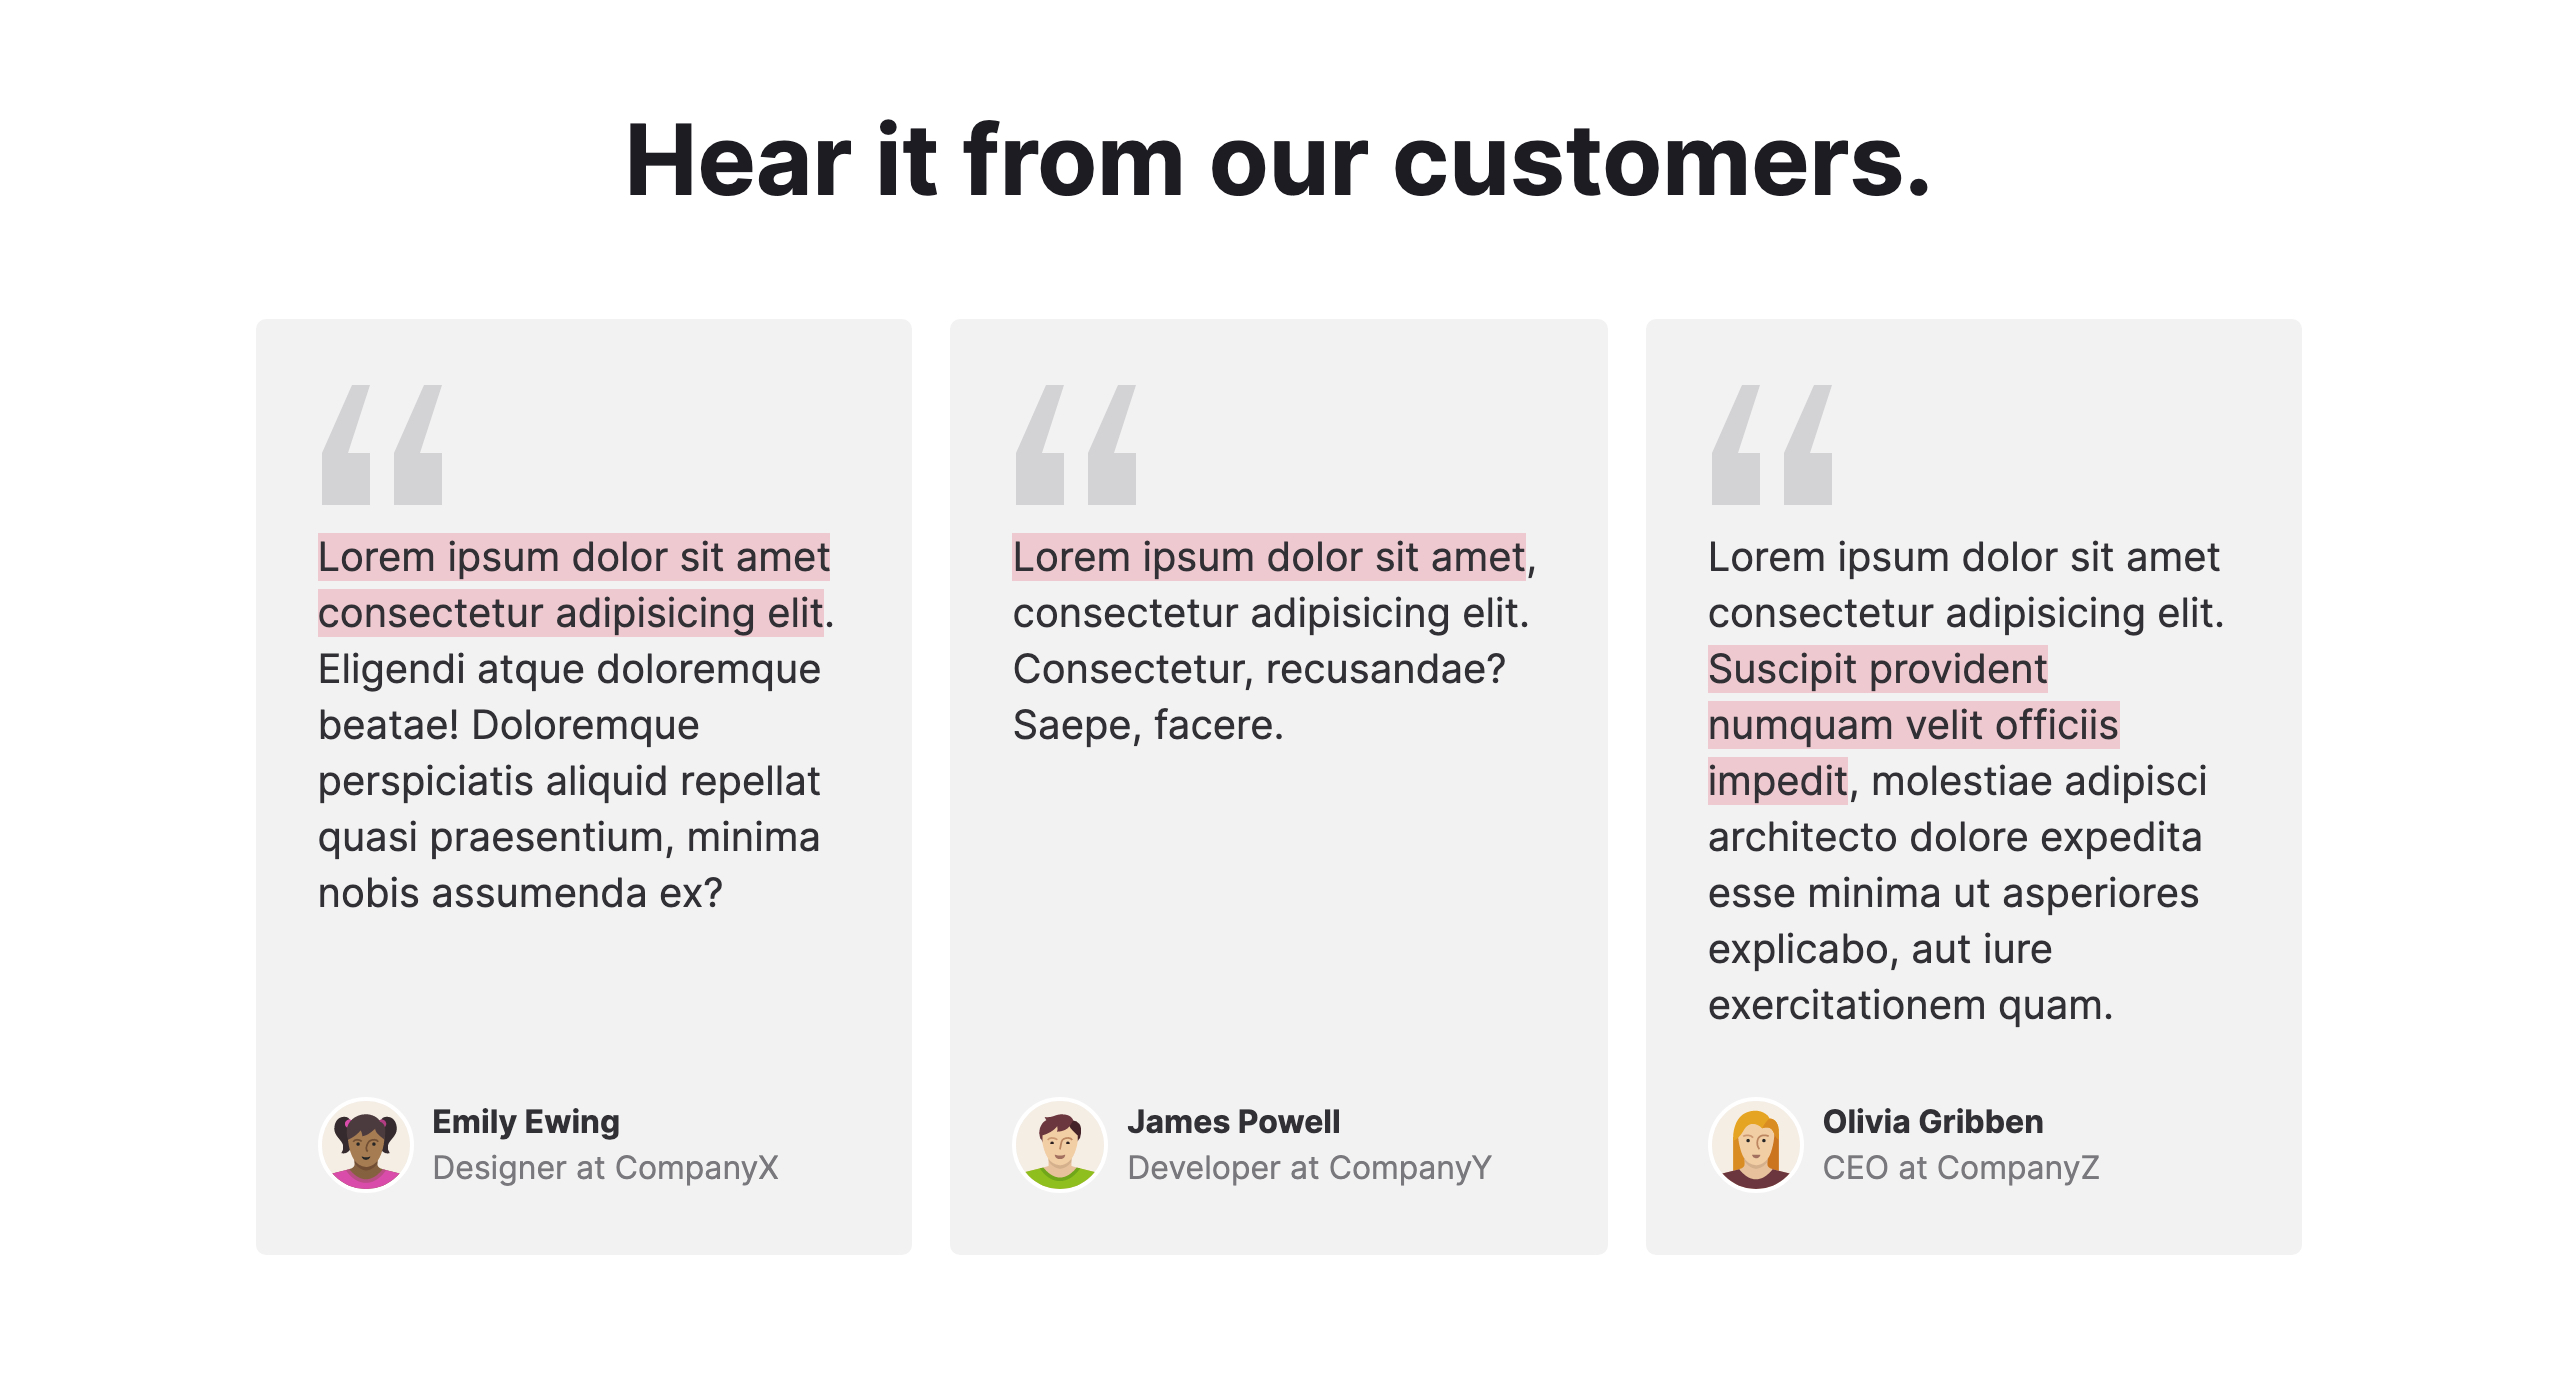 Hear it from our customers.
“
Lorem ipsum dolor sit amet
consectetur adipisicing elit.
Eligendi atque doloremque
beatae! Doloremque
perspiciatis aliquid repellat
quasi praesentium, minima
nobis assumenda ex?
Emily Ewing
Designer at CompanyX
“
Lorem ipsum dolor sit amet,
consectetur adipisicing elit.
Consectetur, recusandae?
Saepe, facere.
James Powell
Developer at CompanyY
“
Lorem ipsum dolor sit amet
consectetur adipisicing elit.
Suscipit provident
numquam velit officiis
impedit, molestiae adipisci
architecto dolore expedita
esse minima ut asperiores
explicabo, aut iure
exercitationem quam.
Olivia Gribben
CEO at CompanyZ